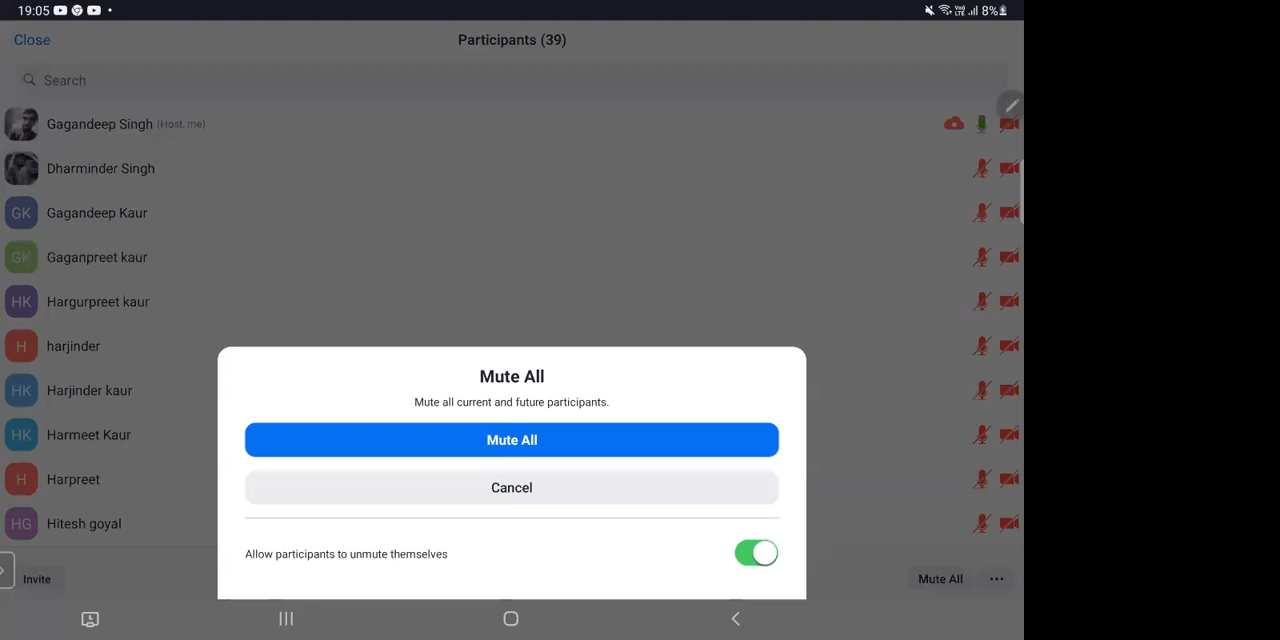 19:05
VoD LTE 8%
Close
Participants (39)
Search
Gagandeep Singh (Host, me)
Dharminder Singh
GK Gagandeep Kaur
GK Gaganpreet kaur
HK Hargurpreet kaur
H harjinder
HK Harjinder kaur
HK Harmeet Kaur
H Harpreet
HG Hitesh goyal
Mute All
Mute all current and future participants.
Mute All
Cancel
Allow participants to unmute themselves
Invite
Mute All
...